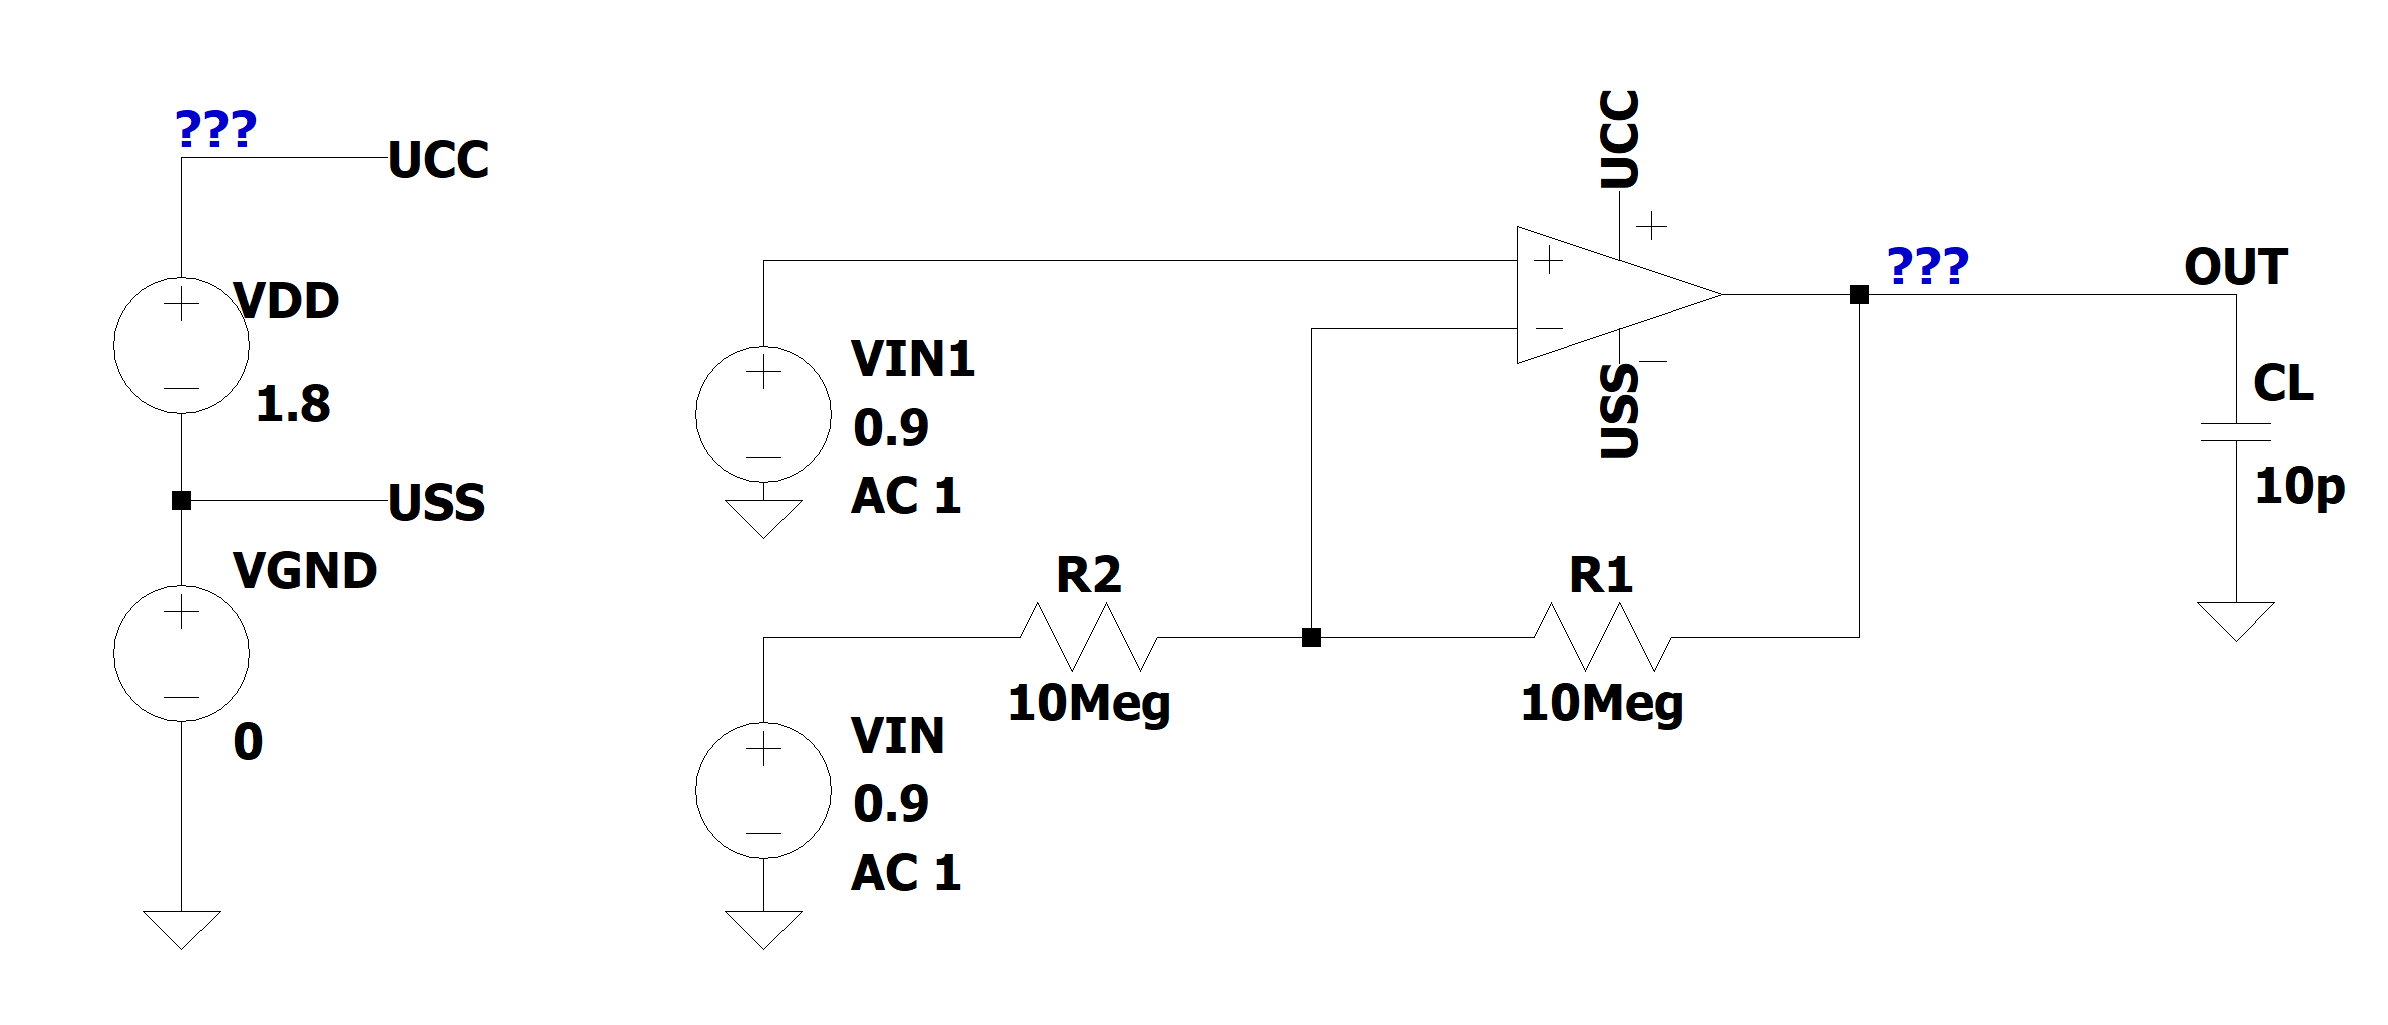 ???
UCC
VDD
1.8
USS
VGND
0
VIN1
0.9
AC 1
VIN
0.9
AC 1
R2
10Meg
R1
10Meg
UCC
USS
???
OUT
CL
10p